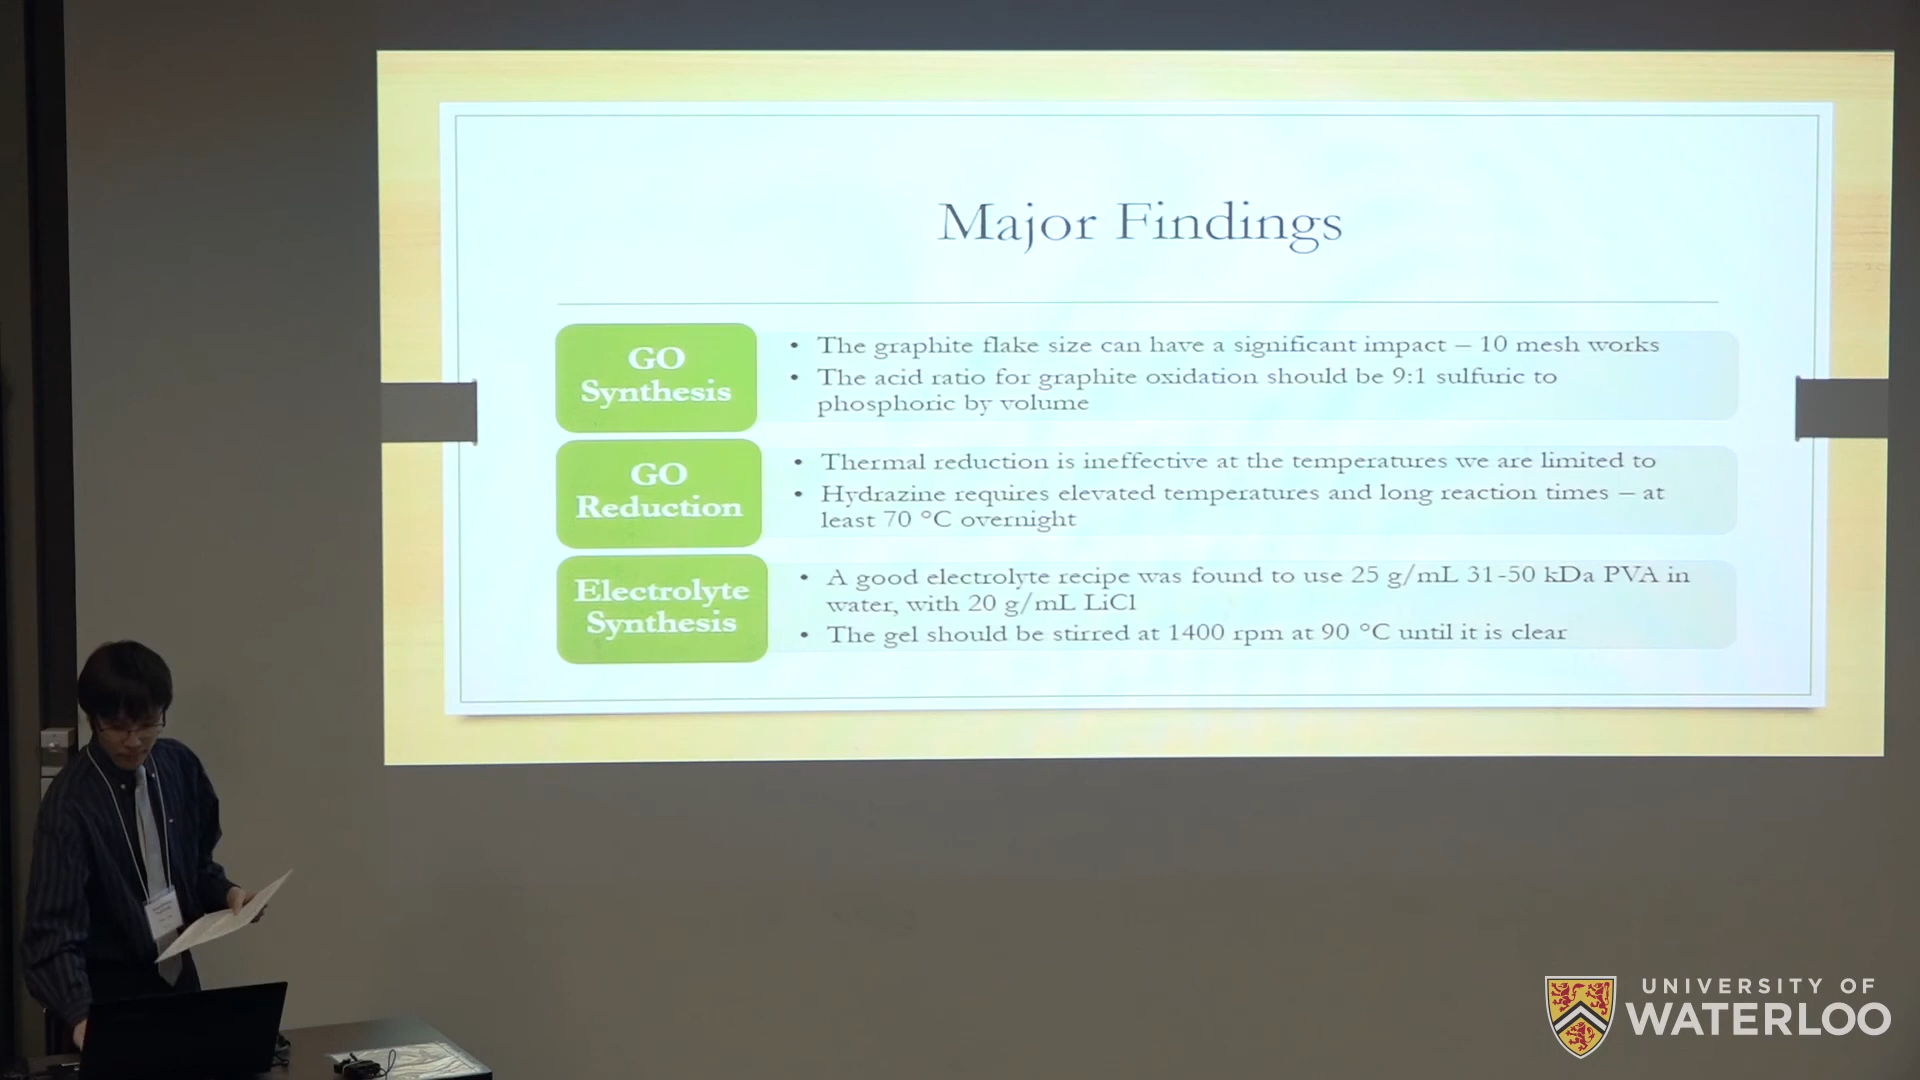 Major Findings
GO
Synthesis
• The graphite flake size can have a significant impact – 10 mesh works
• The acid ratio for graphite oxidation should be 9:1 sulfuric to
phosphoric by volume
GO
Reduction
• Thermal reduction is ineffective at the temperatures we are limited to
• Hydrazine requires elevated temperatures and long reaction times – at
least 70 °C overnight
Electrolyte
Synthesis
• A good electrolyte recipe was found to use 25 g/mL 31-50 kDa PVA in
water, with 20 g/mL LiCl
• The gel should be stirred at 1400 rpm at 90 °C until it is clear
UNIVERSITY OF
WATERLOO